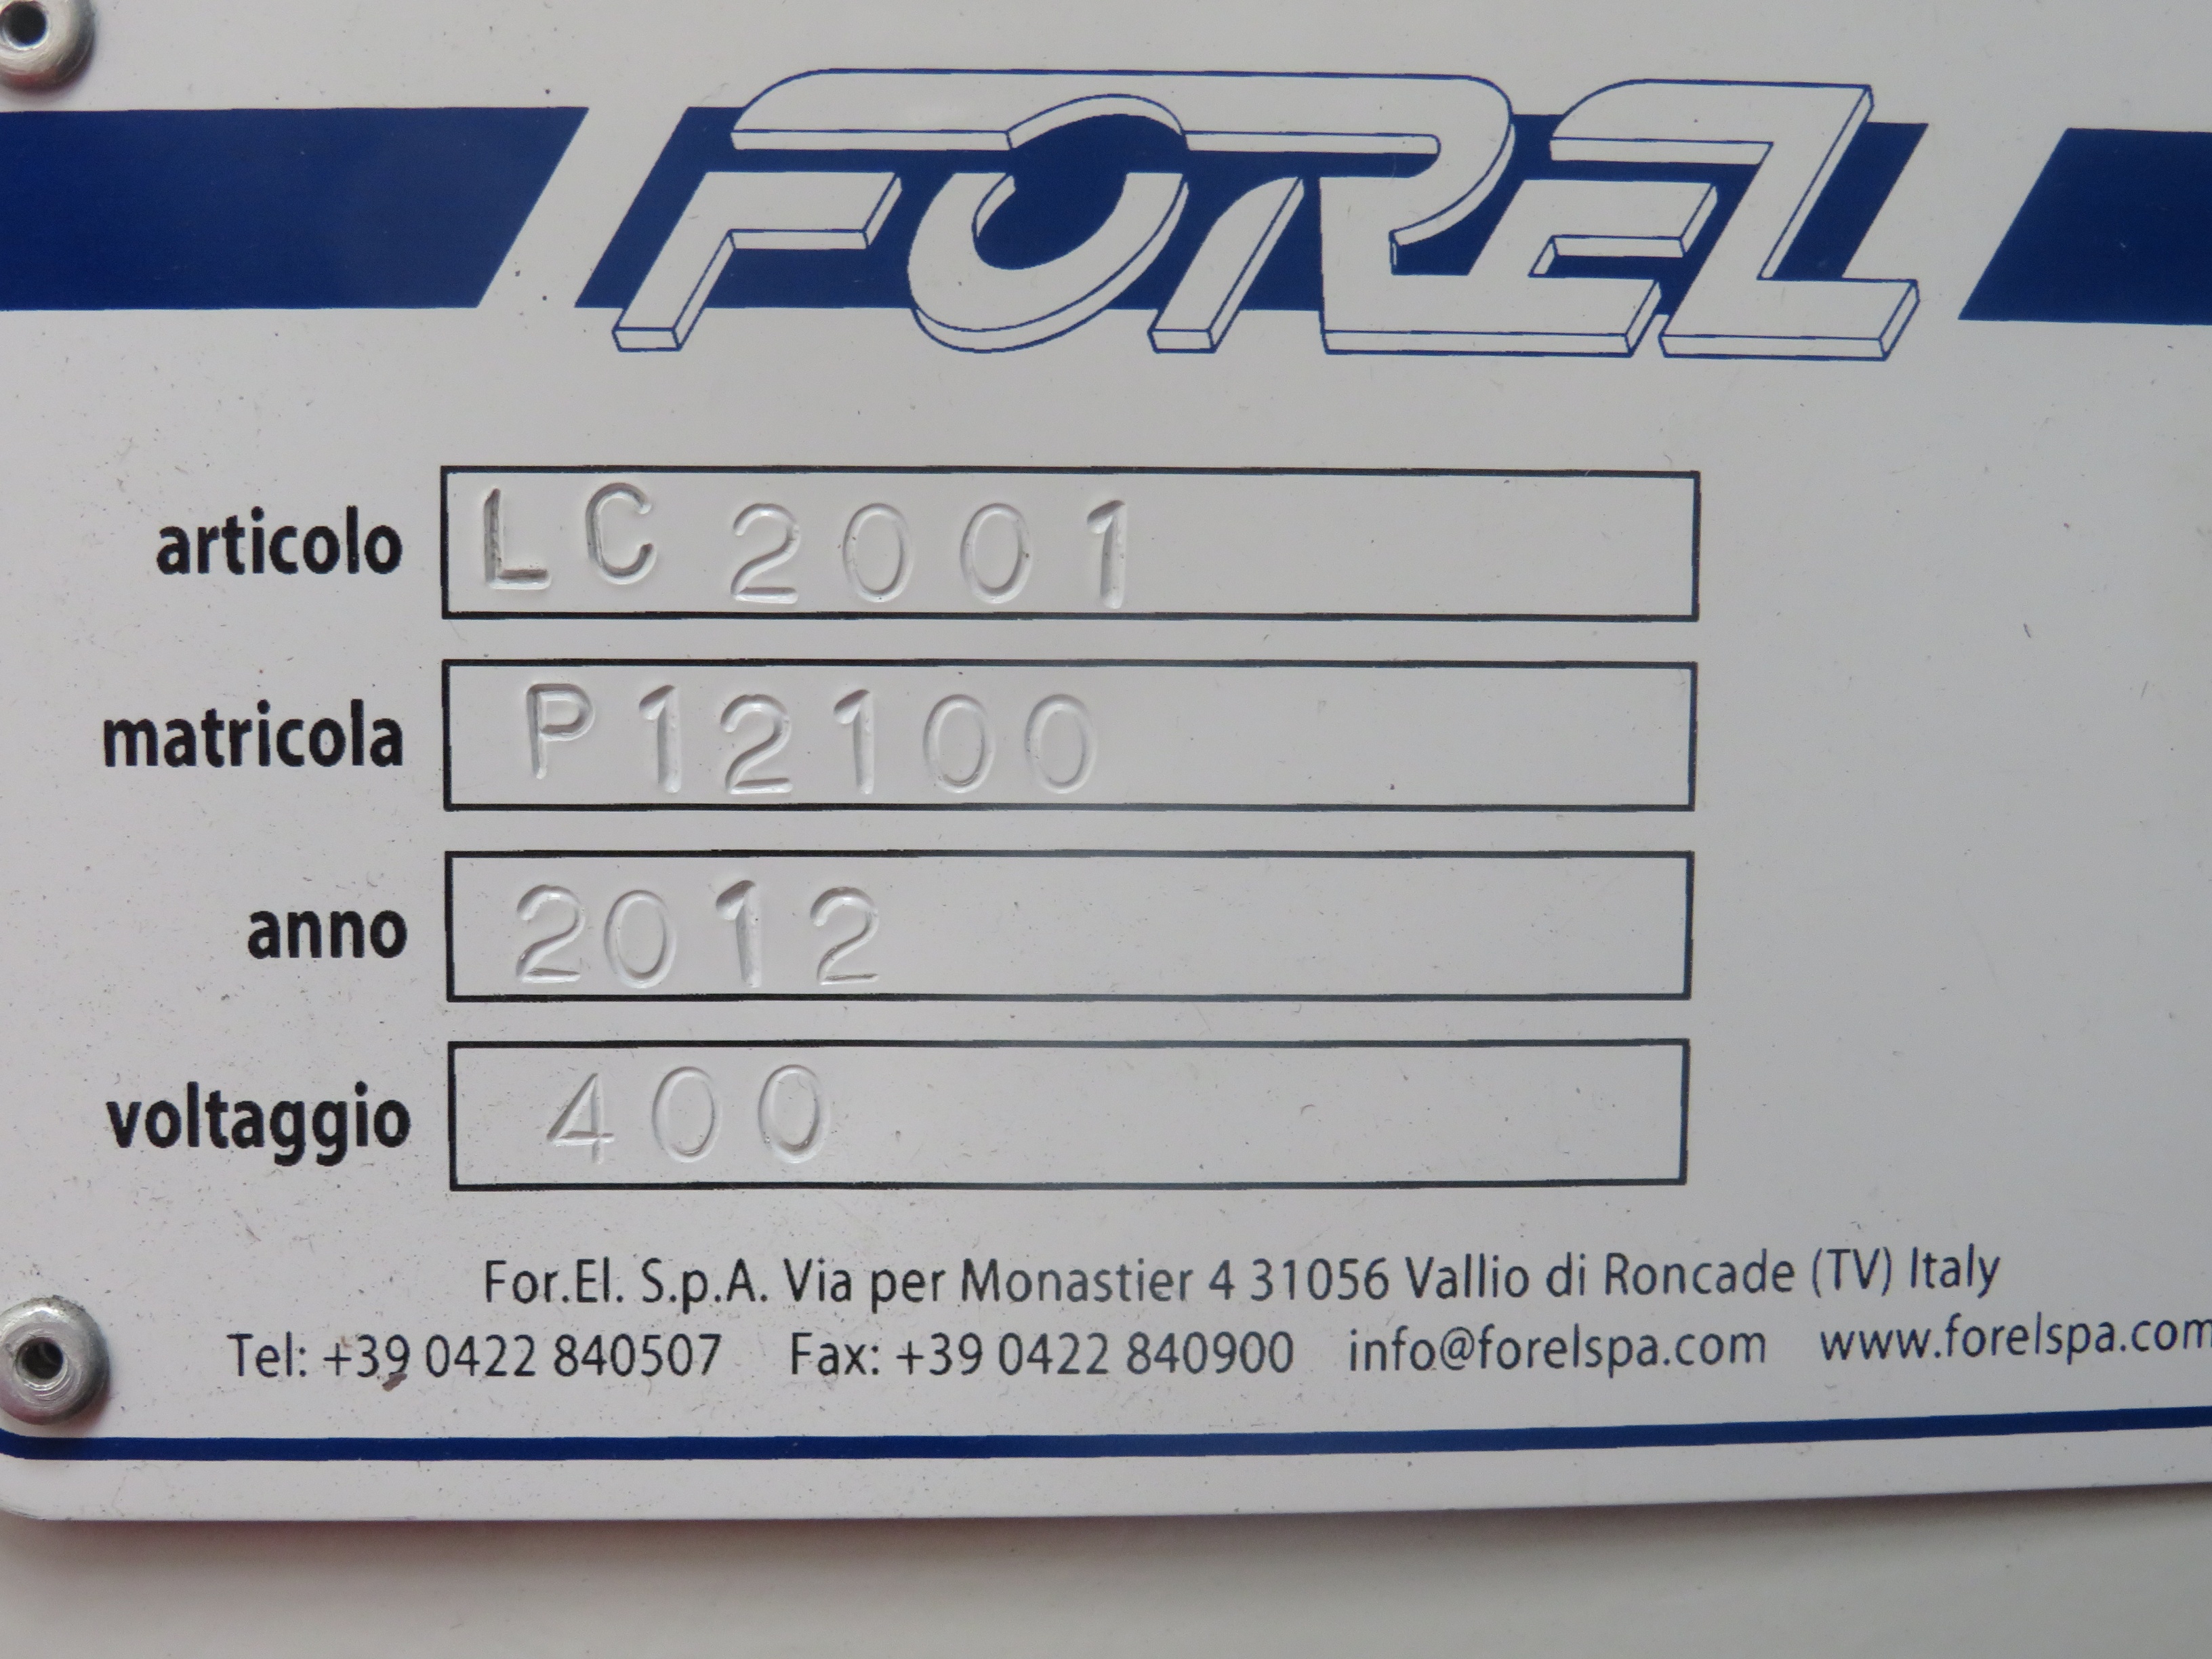 FOREL
articolo LC 2001
matricola P12100
anno 2012
voltaggio 400
For.El. S.p.A. Via per Monastier 4 31056 Vallio di Roncade (TV) Italy
Tel: +39 0422 840507 Fax: +39 0422 840900 info@forelspa.com www.forelspa.com